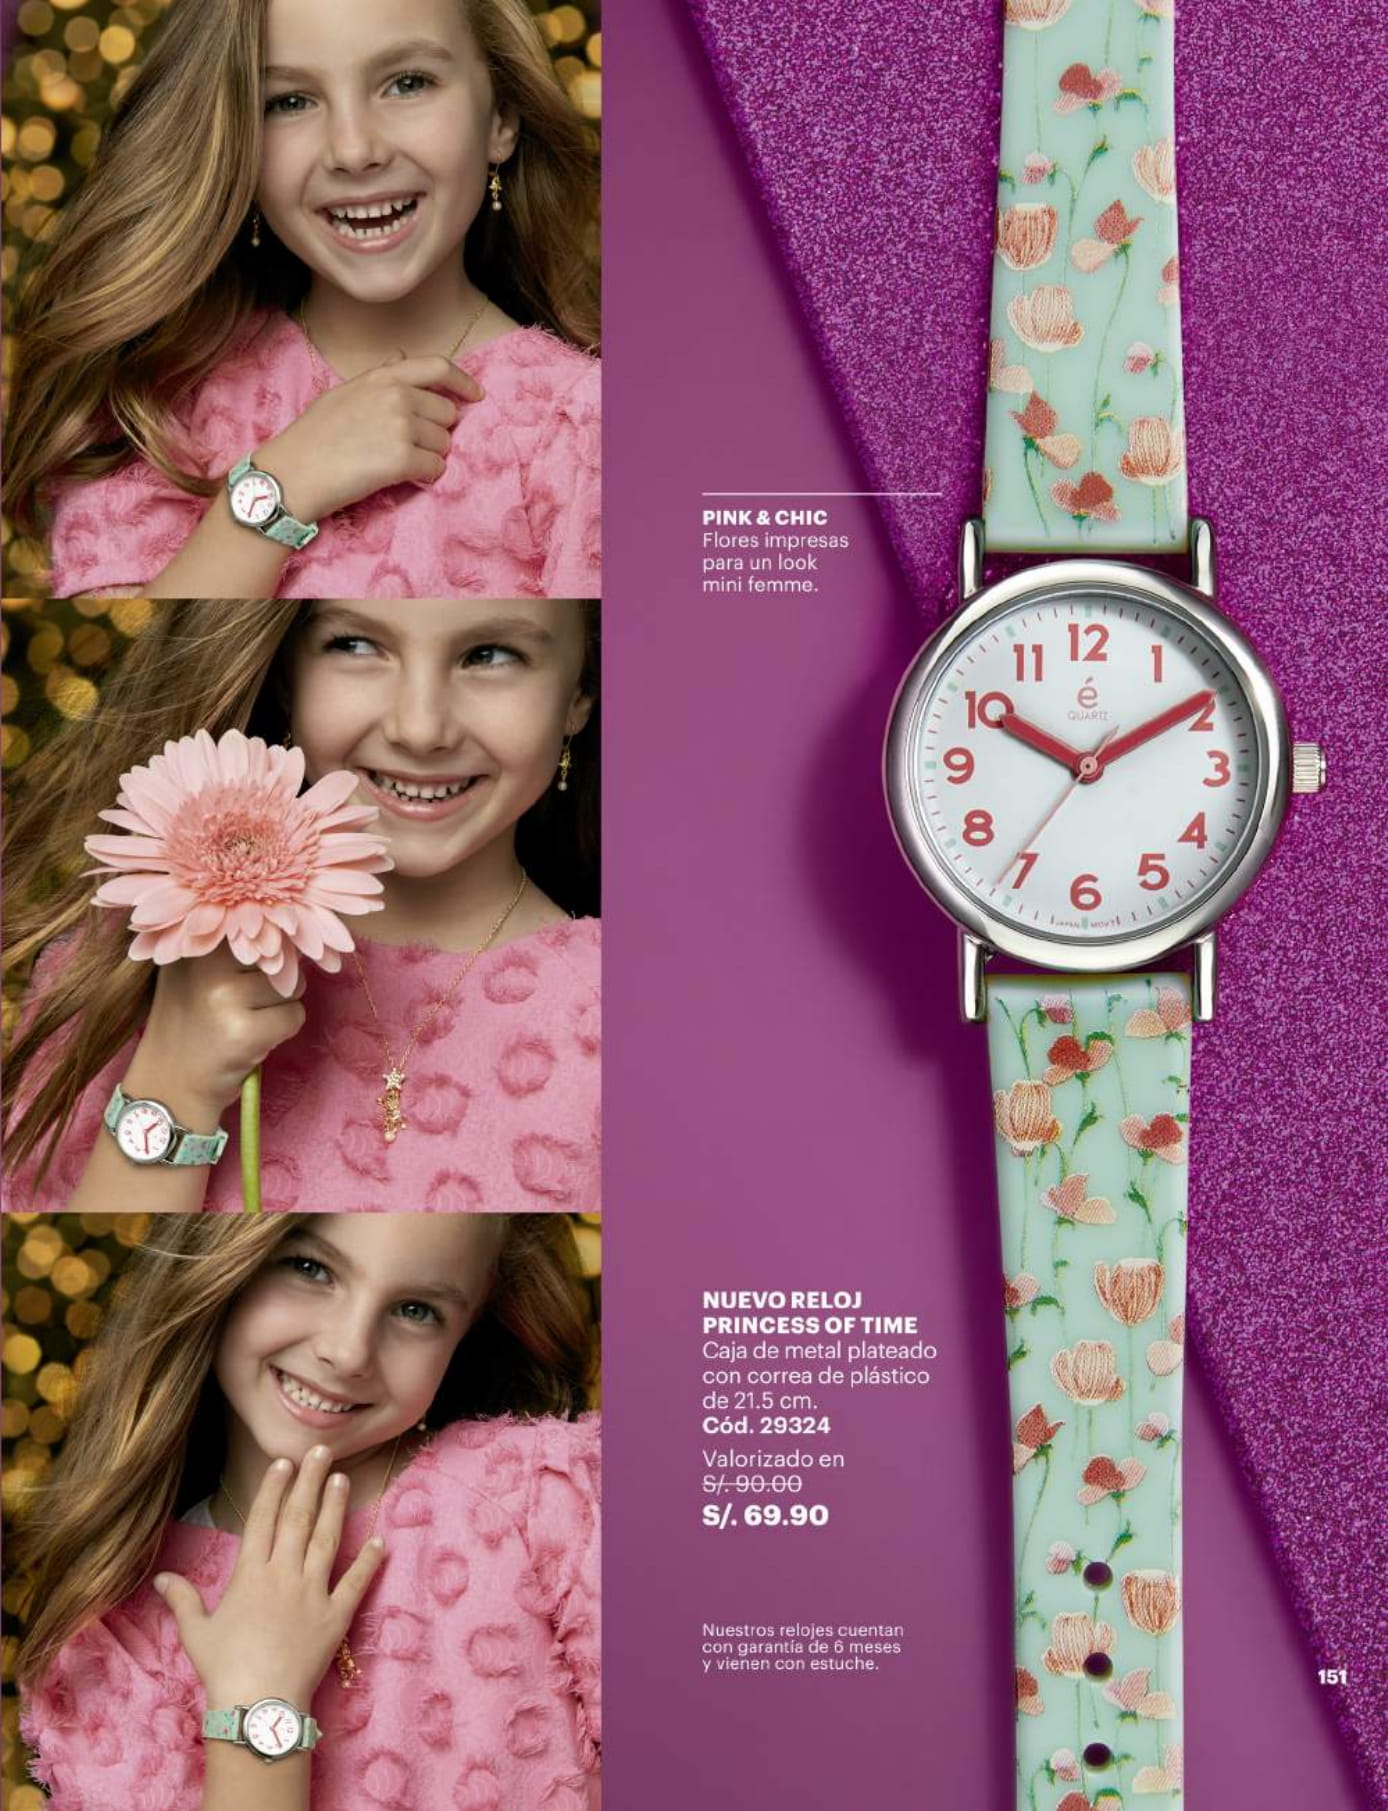 PINK & CHIC
Flores impresas
para un look
mini femme.
12
11
1
é
QUARTZ
10
2
9
3
8
4
7
5
6
JAPAN MOV'T
NUEVO RELOJ
PRINCESS OF TIME
Caja de metal plateado
con correa de plástico
de 21.5 cm.
Cód. 29324
Valorizado en
S/. 90.00
S/. 69.90
Nuestros relojes cuentan
con garantía de 6 meses
y vienen con estuche.
151